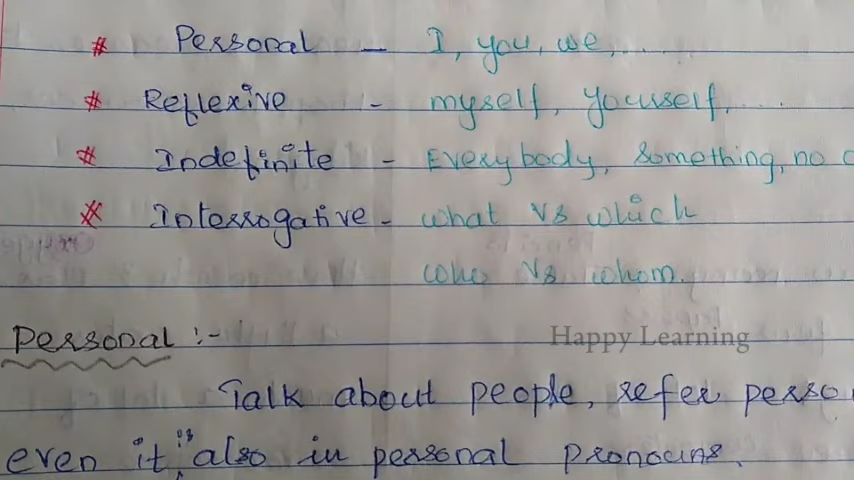 # Personal - I, you, we, ....
# Reflexive - myself, yourself, ....
# Indefinite - Everybody, something, no
# Interrogative - what vs which
who vs whom.
Personal :-
Happy Learning
Talk about people, refer perso
even it is also in personal pronouns.